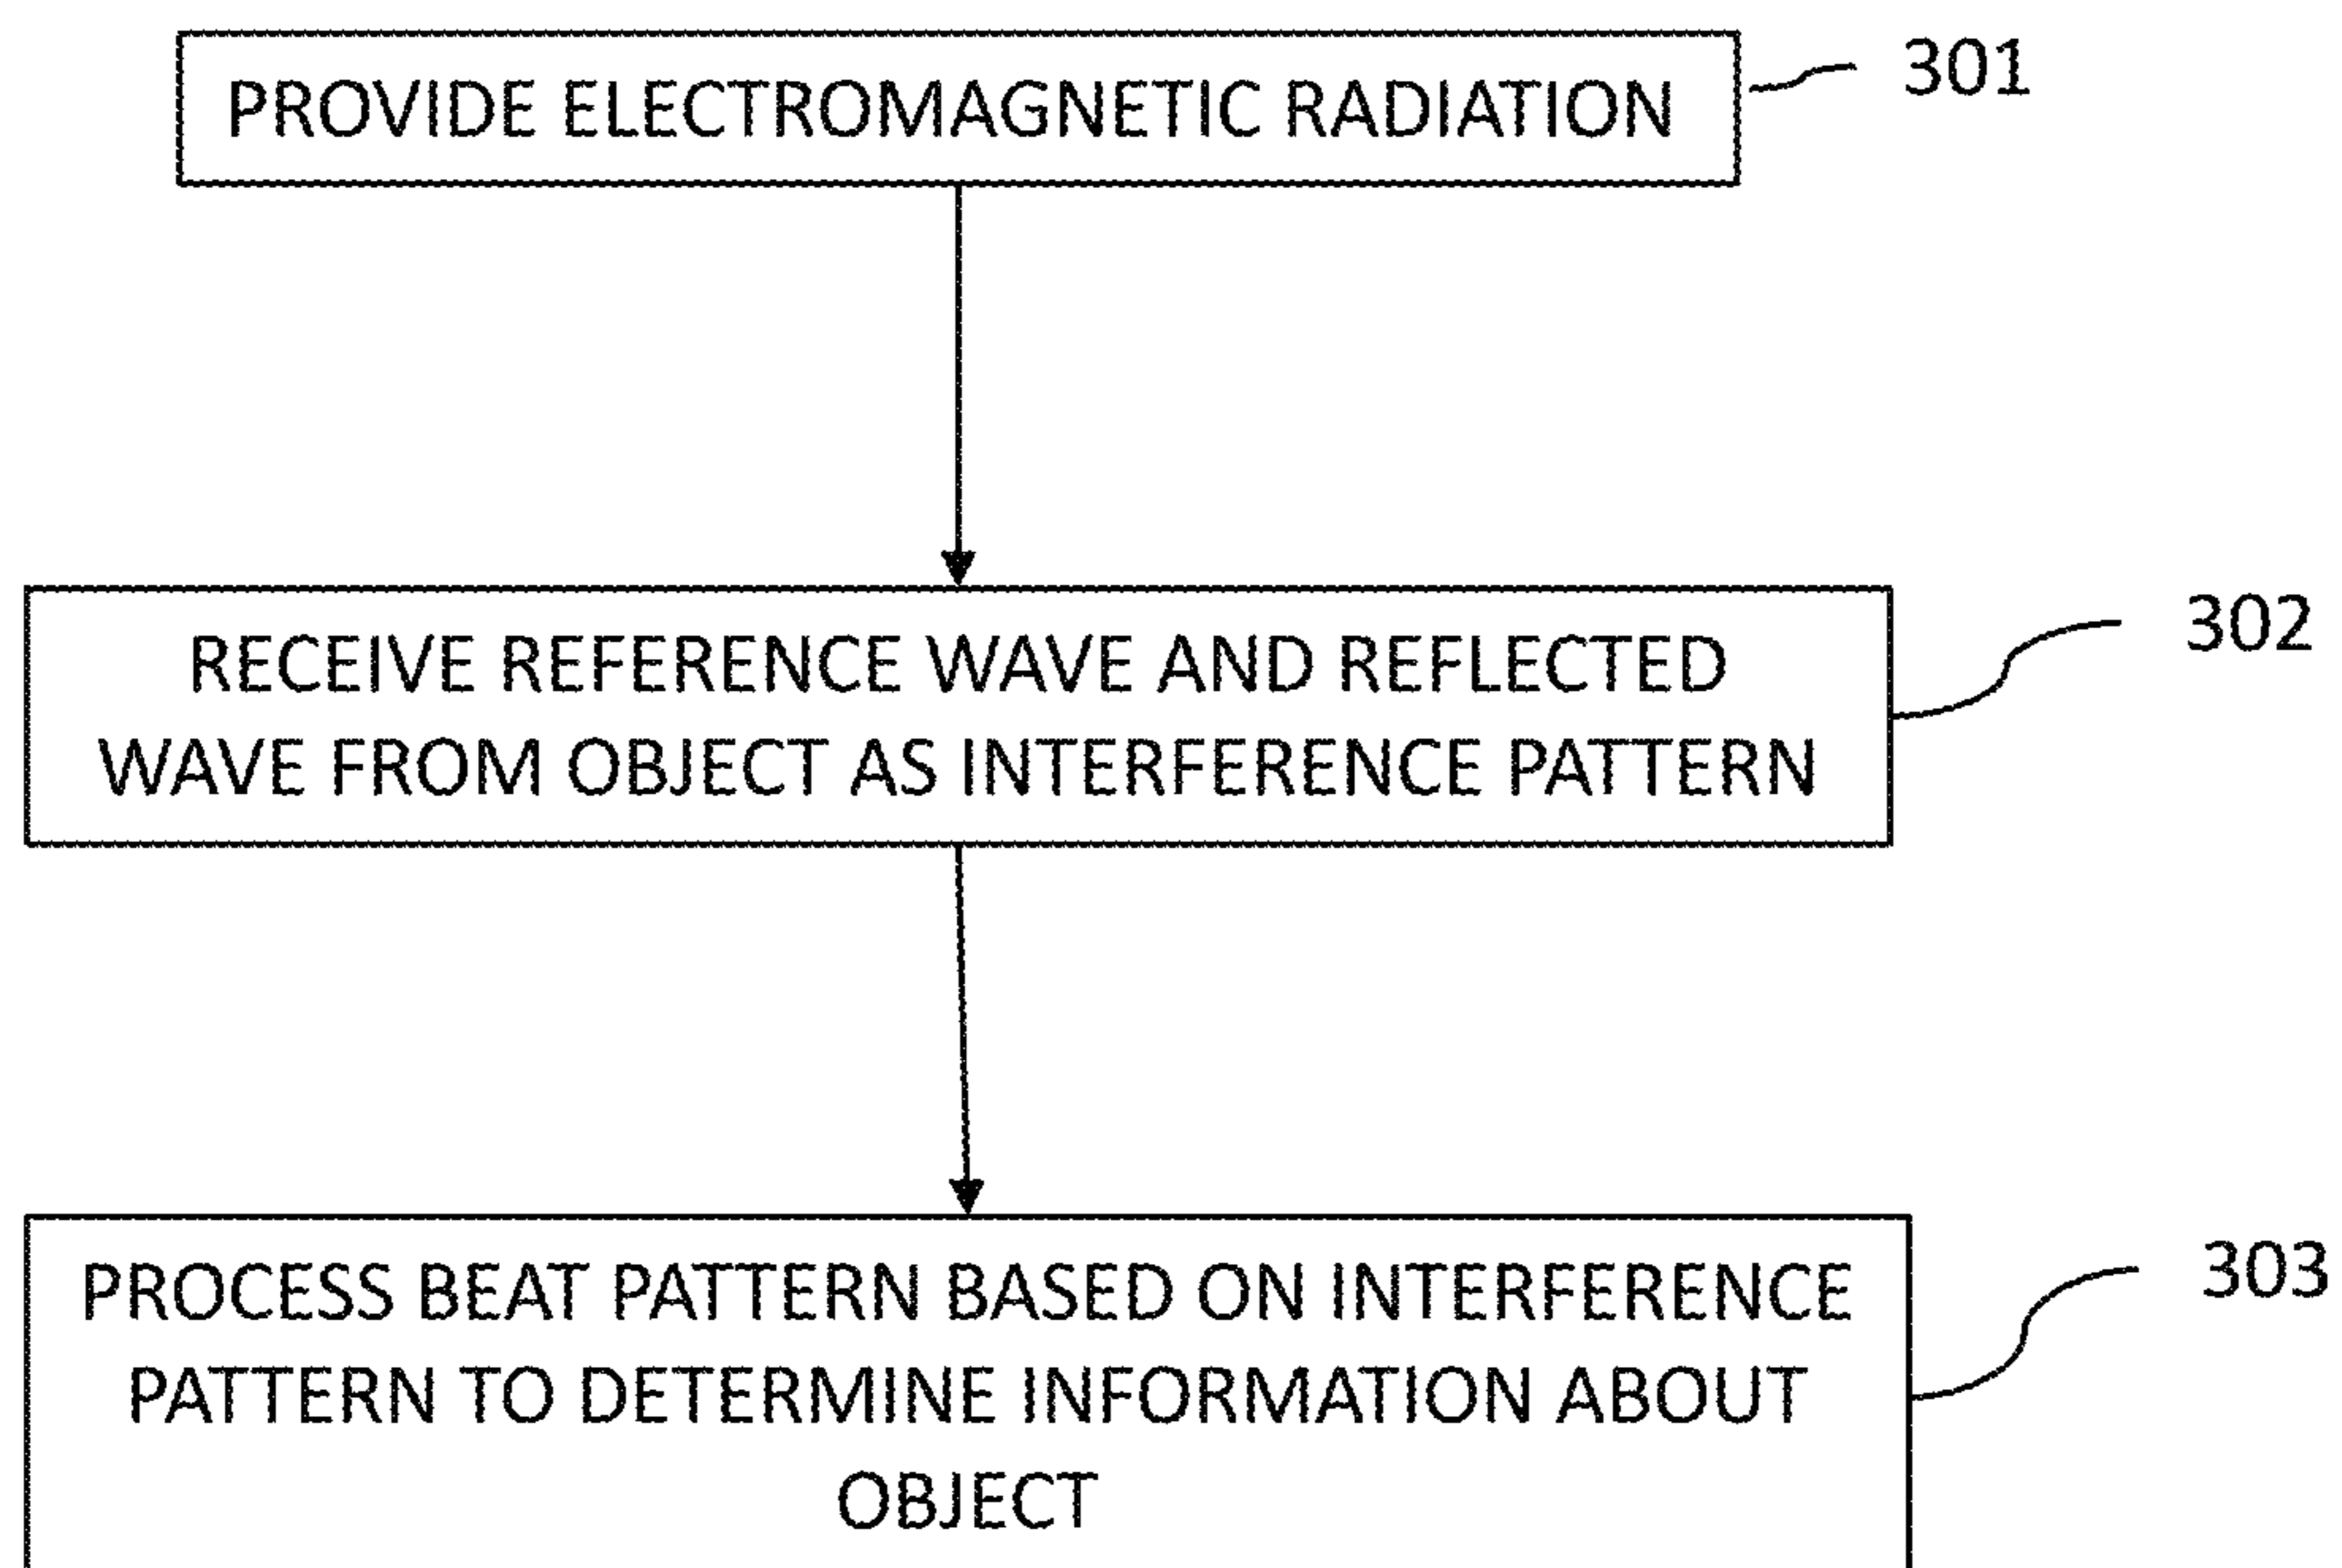 PROVIDE ELECTROMAGNETIC RADIATION
301
RECEIVE REFERENCE WAVE AND REFLECTED
WAVE FROM OBJECT AS INTERFERENCE PATTERN
302
PROCESS BEAT PATTERN BASED ON INTERFERENCE
PATTERN TO DETERMINE INFORMATION ABOUT
OBJECT
303